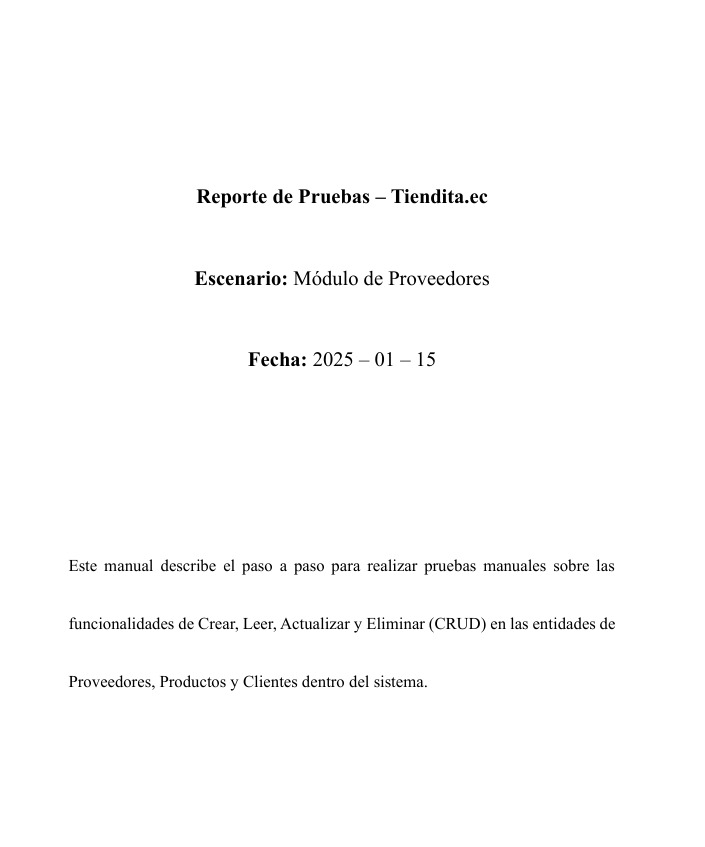 Reporte de Pruebas – Tiendita.ec
Escenario: Módulo de Proveedores
Fecha: 2025 – 01 – 15
Este manual describe el paso a paso para realizar pruebas manuales sobre las
funcionalidades de Crear, Leer, Actualizar y Eliminar (CRUD) en las entidades de
Proveedores, Productos y Clientes dentro del sistema.